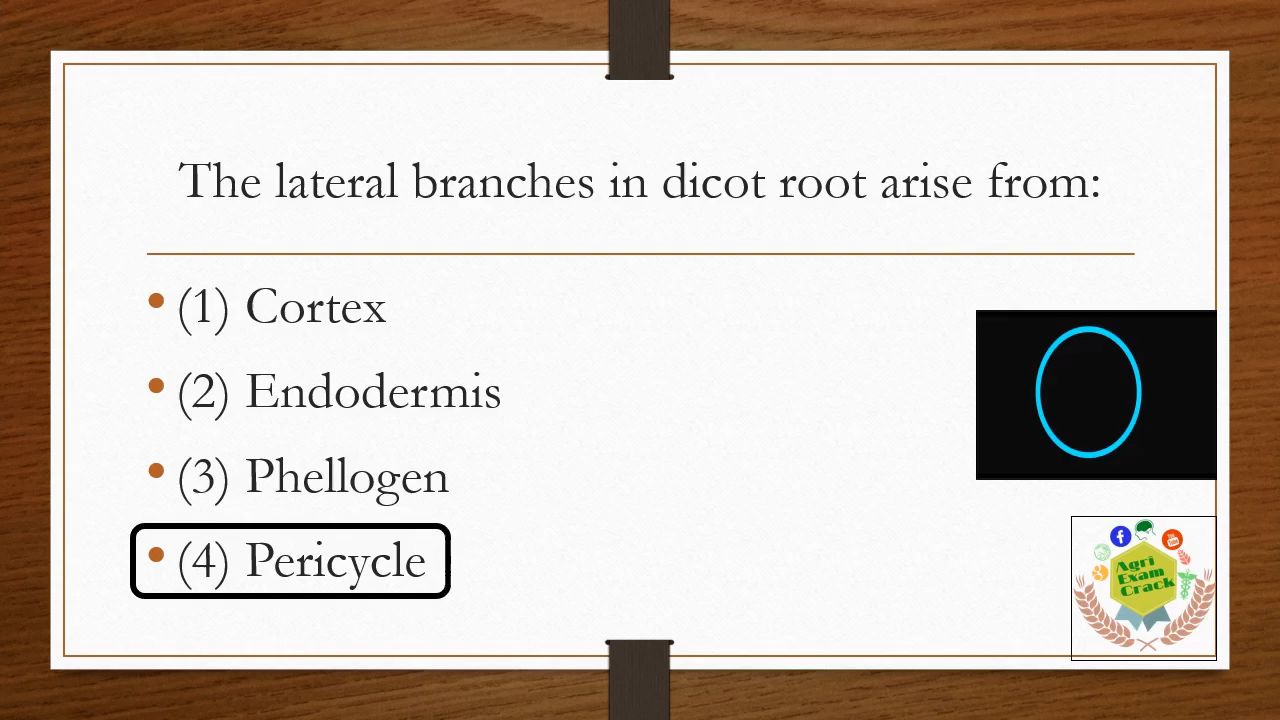 The lateral branches in dicot root arise from:
• (1) Cortex
• (2) Endodermis
• (3) Phellogen
• (4) Pericycle
Agri
Exam
Crack